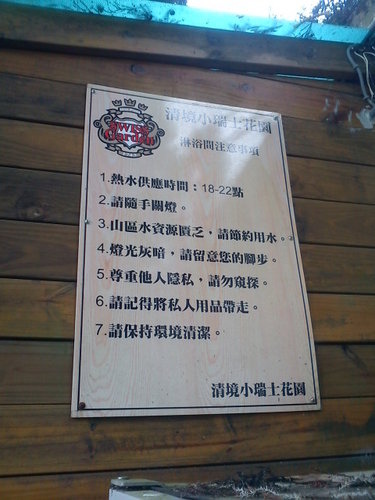 Swiss
Garden
清境小瑞士花園
淋浴間注意事項
1.熱水供應時間：18-22點
2.請隨手關燈。
3.山區水資源匱乏，請節約用水。
4.燈光灰暗，請留意您的腳步。
5.尊重他人隱私，請勿窺探。
6.請記得將私人用品帶走。
7.請保持環境清潔。
清境小瑞士花園